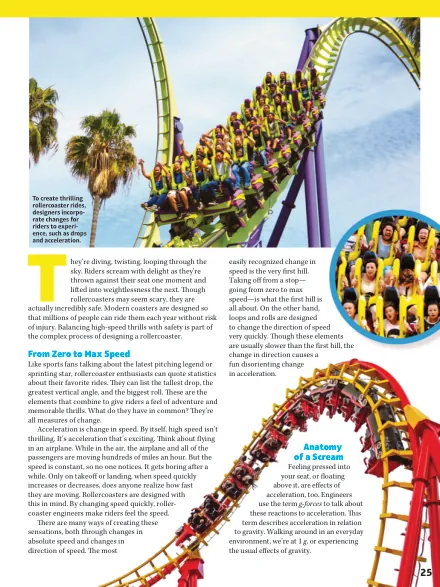 To create thrilling
rollercoaster rides,
designers incorpo-
rate changes for
riders to experi-
ence, such as drops
and acceleration.
They're diving, twisting, looping through the
sky. Riders scream with delight as they're
thrown against their seat one moment and
lifted into weightlessness the next. Though
rollercoasters may seem scary, they are
actually incredibly safe. Modern coasters are designed so
that millions of people can ride them each year without risk
of injury. Balancing high-speed thrills with safety is part of
the complex process of designing a rollercoaster.
From Zero to Max Speed
Like sports fans talking about the latest pitching legend or
sprinting star, rollercoaster enthusiasts can quote statistics
about their favorite rides. They can list the tallest drop, the
greatest vertical angle, and the biggest roll. These are the
elements that combine to give riders a feel of adventure and
memorable thrills. What do they have in common? They're
all measures of change.
Acceleration is change in speed. By itself, high speed isn't
thrilling. It's acceleration that's exciting. Think about flying
in an airplane. While in the air, the airplane and all of the
passengers are moving hundreds of miles an hour. But the
speed is constant, so no one notices. It gets boring after a
while. Only on takeoff or landing, when speed quickly
increases or decreases, does anyone realize how fast
they are moving. Rollercoasters are designed with
this in mind. By changing speed quickly, roller-
coaster engineers make riders feel the speed.
There are many ways of creating these
sensations, both through changes in
absolute speed and changes in
direction of speed. The most
easily recognized change in
speed is the very first hill.
Taking off from a stop—
going from zero to max
speed—is what the first hill is
all about. On the other hand,
loops and rolls are designed
to change the direction of speed
very quickly. Though these elements
are usually slower than the first hill, the
change in direction causes a
fun disorienting change
in acceleration.
Anatomy
of a Scream
Feeling pressed into
your seat, or floating
above it, are effects of
acceleration, too. Engineers
use the term g-forces to talk about
these reactions to acceleration. This
term describes acceleration in relation
to gravity. Walking around in an everyday
environment, we're at 1 g, or experiencing
the usual effects of gravity.
25